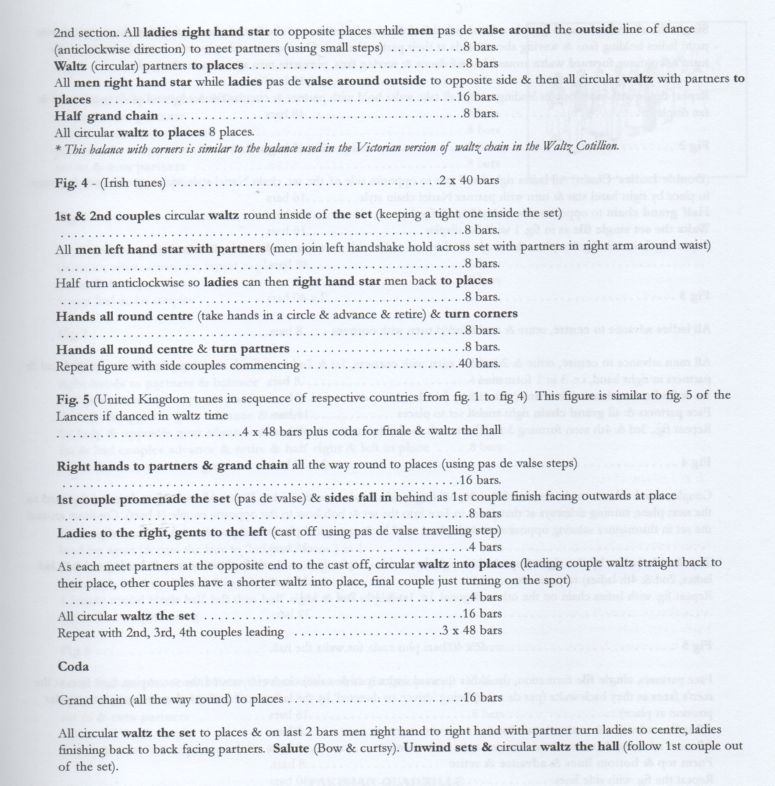 2nd section. All ladies right hand star to opposite places while men pas de valse around the outside line of dance
(anticlockwise direction) to meet partners (using small steps) ..............8 bars.
Waltz (circular) partners to places ........................................8 bars.
All men right hand star while ladies pas de valse around outside to opposite side & then all circular waltz with partners to
places ....................................................16 bars.
Half grand chain ............................................8 bars.
All circular waltz to places 8 places.
* This balance with corners is similar to the balance used in the Victorian version of waltz chain in the Waltz Cotillion.
Fig. 4 - (Irish tunes) ......................................2 x 40 bars
1st & 2nd couples circular waltz round inside of the set (keeping a tight one inside the set)
............................................................8 bars.
All men left hand star with partners (men join left handshake hold across set with partners in right arm around waist)
............................................................8 bars.
Half turn anticlockwise so ladies can then right hand star men back to places
............................................................8 bars.
Hands all round centre (take hands in a circle & advance & retire) & turn corners
............................................................8 bars.
Hands all round centre & turn partners .........................8 bars.
Repeat figure with side couples commencing .......................40 bars.
Fig. 5 (United Kingdom tunes in sequence of respective countries from fig. 1 to fig 4) This figure is similar to fig. 5 of the
Lancers if danced in waltz time
...........................4 x 48 bars plus coda for finale & waltz the hall
Right hands to partners & grand chain all the way round to places (using pas de valse steps)
............................................................16 bars.
1st couple promenade the set (pas de valse) & sides fall in behind as 1st couple finish facing outwards at place
............................................................8 bars
Ladies to the right, gents to the left (cast off using pas de valse travelling step)
............................................................4 bars
As each meet partners at the opposite end to the cast off, circular waltz into places (leading couple waltz straight back to
their place, other couples have a shorter waltz into place, final couple just turning on the spot)
............................................................4 bars
All circular waltz the set .....................................16 bars
Repeat with 2nd, 3rd, 4th couples leading .......................3 x 48 bars
Coda
Grand chain (all the way round) to places .........................16 bars
All circular waltz the set to places & on last 2 bars men right hand to right hand with partner turn ladies to centre, ladies
finishing back to back facing partners. Salute (Bow & curtsy). Unwind sets & circular waltz the hall (follow 1st couple out
of the set).